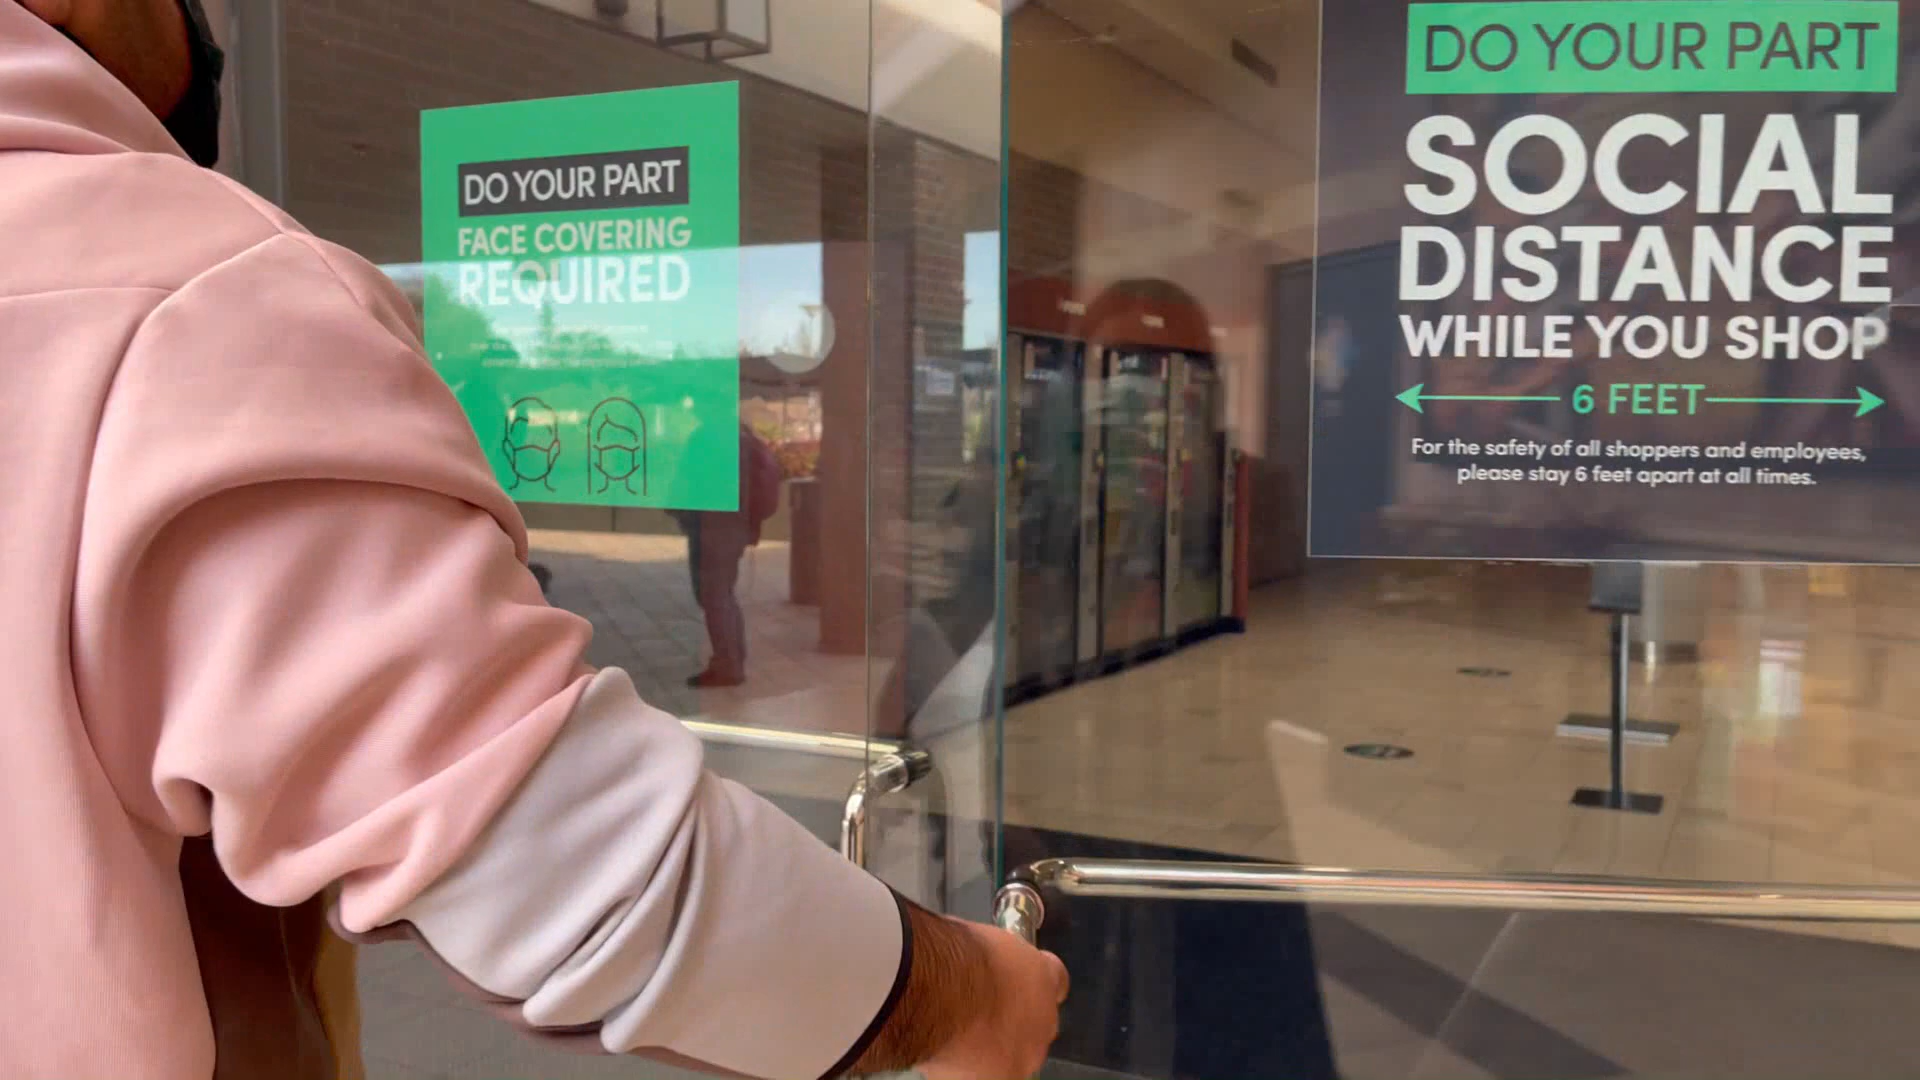 DO YOUR PART
FACE COVERING
REQUIRED
DO YOUR PART
SOCIAL
DISTANCE
WHILE YOU SHOP
6 FEET
For the safety of all shoppers and employees,
please stay 6 feet apart at all times.